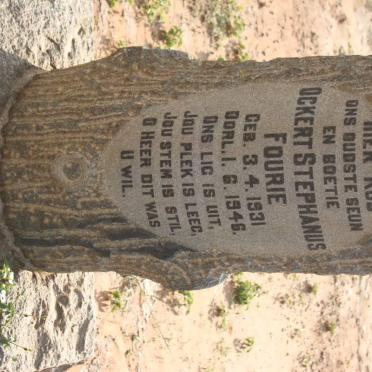 HIER RUS
ONS OUDSTE SEUN
EN BOETIE
OCKERT STEPHANUS
FOURIE
GEB. 3. 4. 1931
OORL. 1. 6. 1946.
ONS LIG IS UIT.
JOU PLEK IS LEEG.
JOU STEM IS STIL.
O HEER DIT WAS
U WIL.